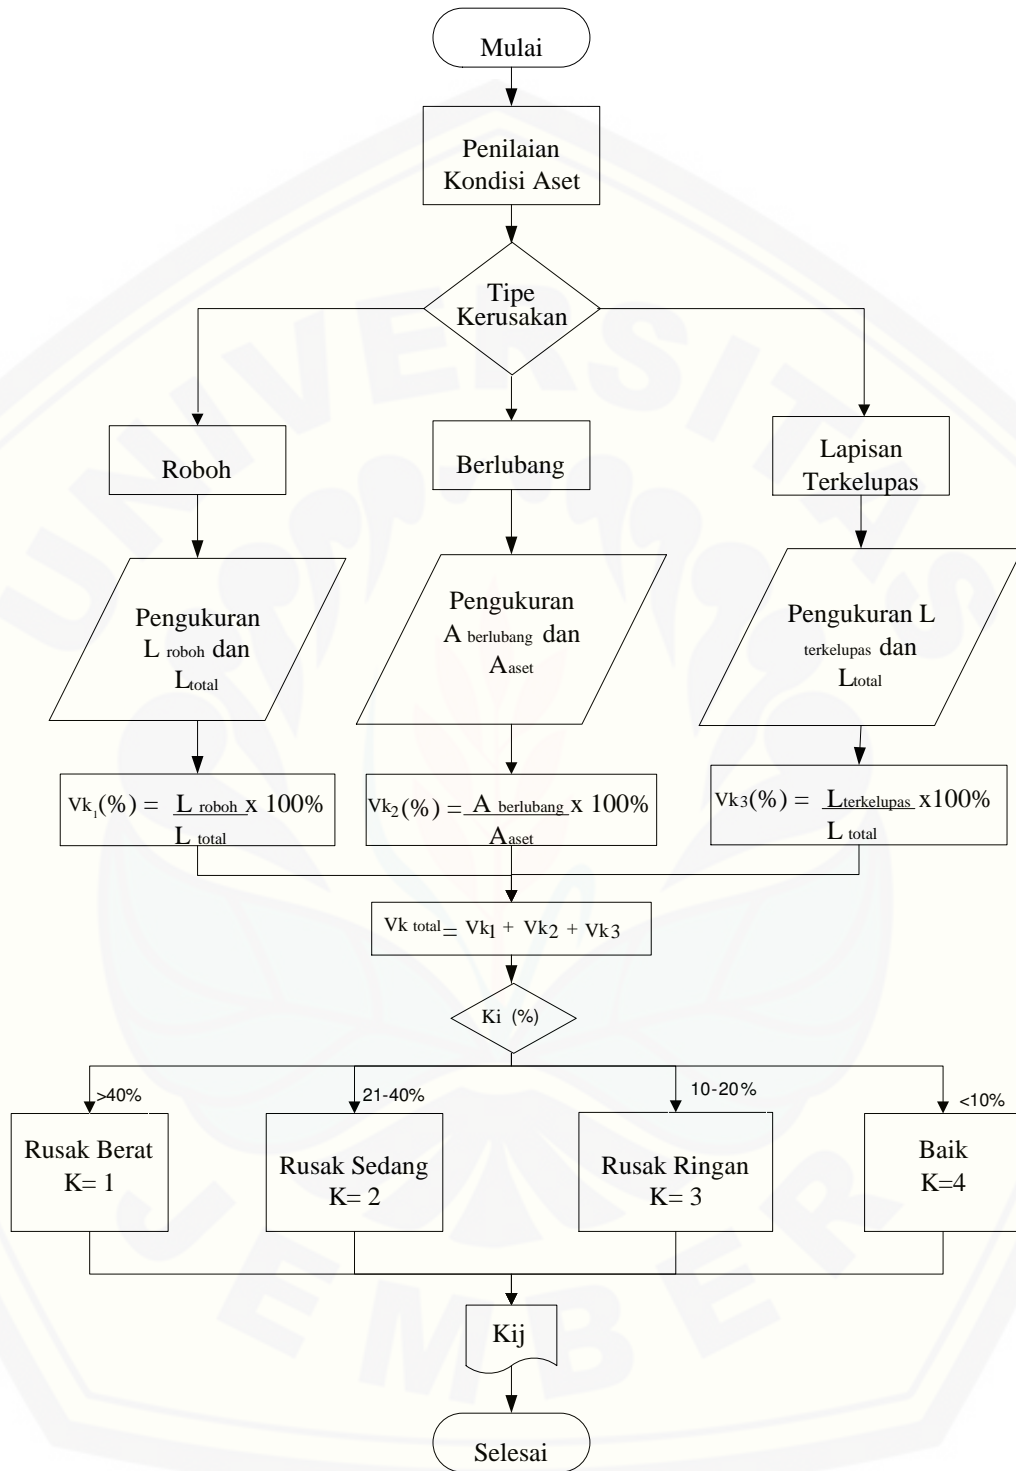 Mulai
Penilaian
Kondisi Aset
Tipe
Kerusakan
Roboh
Berlubang
Lapisan
Terkelupas
Pengukuran
L roboh dan
Ltotal
Pengukuran
A berlubang dan
Aaset
Pengukuran L
terkelupas dan
Ltotal
Vk1(%) = L roboh x 100%
L total
Vk2(%) = A berlubang x 100%
Aaset
Vk3(%) = Lterkelupas x100%
L total
Vk total = Vk1 + Vk2 + Vk3
Ki (%)
>40%
21-40%
10-20%
<10%
Rusak Berat
K= 1
Rusak Sedang
K= 2
Rusak Ringan
K= 3
Baik
K=4
Kij
Selesai
UNIVERSITAS
JEMBER